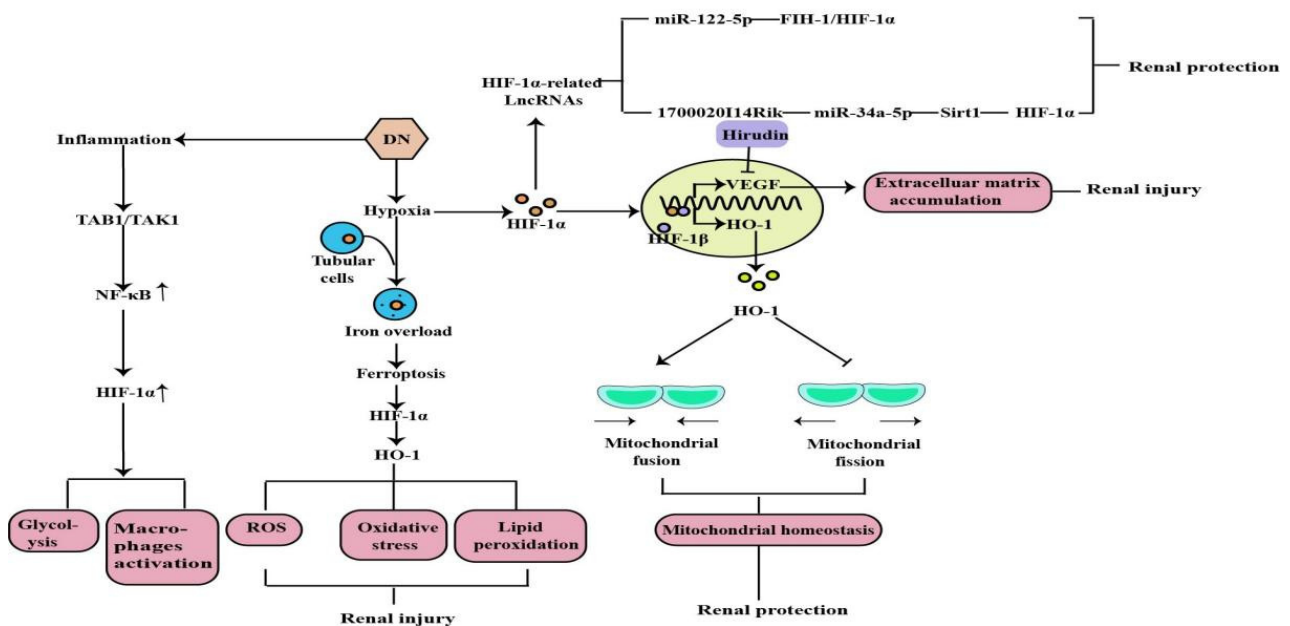 miR-122-5p
FIH-1/HIF-1α
Renal protection
HIF-1α-related
LncRNAs
1700020I14Rik
miR-34a-5p
Sirt1
HIF-1α
Hirudin
Inflammation
DN
VEGF
Extracelluar matrix
accumulation
Renal injury
TAB1/TAK1
Hypoxia
HIF-1α
HIF-1β
HO-1
Tubular
cells
NF-κB↑
HO-1
Iron overload
Ferroptosis
HIF-1α↑
HIF-1α
HO-1
Mitochondrial
fusion
Mitochondrial
fission
Glycol-
ysis
Macro-
phages
activation
ROS
Oxidative
stress
Lipid
peroxidation
Mitochondrial homeostasis
Renal injury
Renal protection